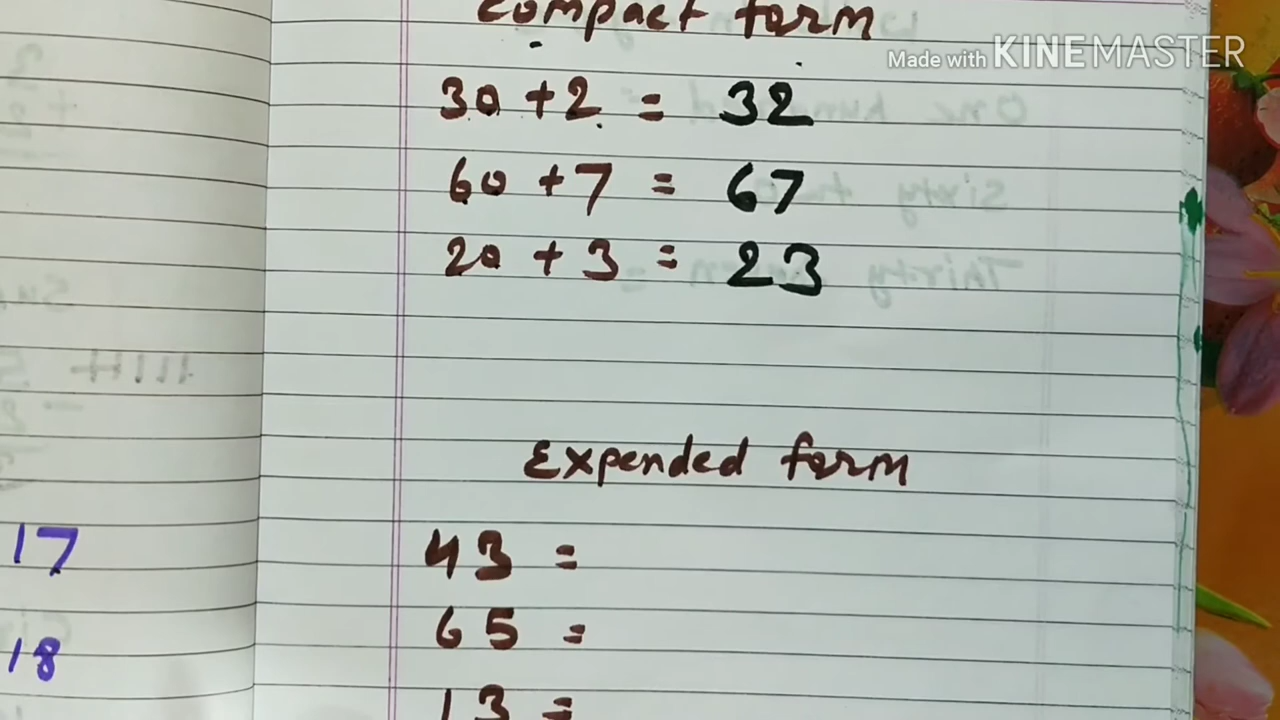 compact form
Made with KINEMASTER
30 + 2 = 32
60 + 7 = 67
20 + 3 = 23
Expended form
43 =
65 =
13 =
17
18